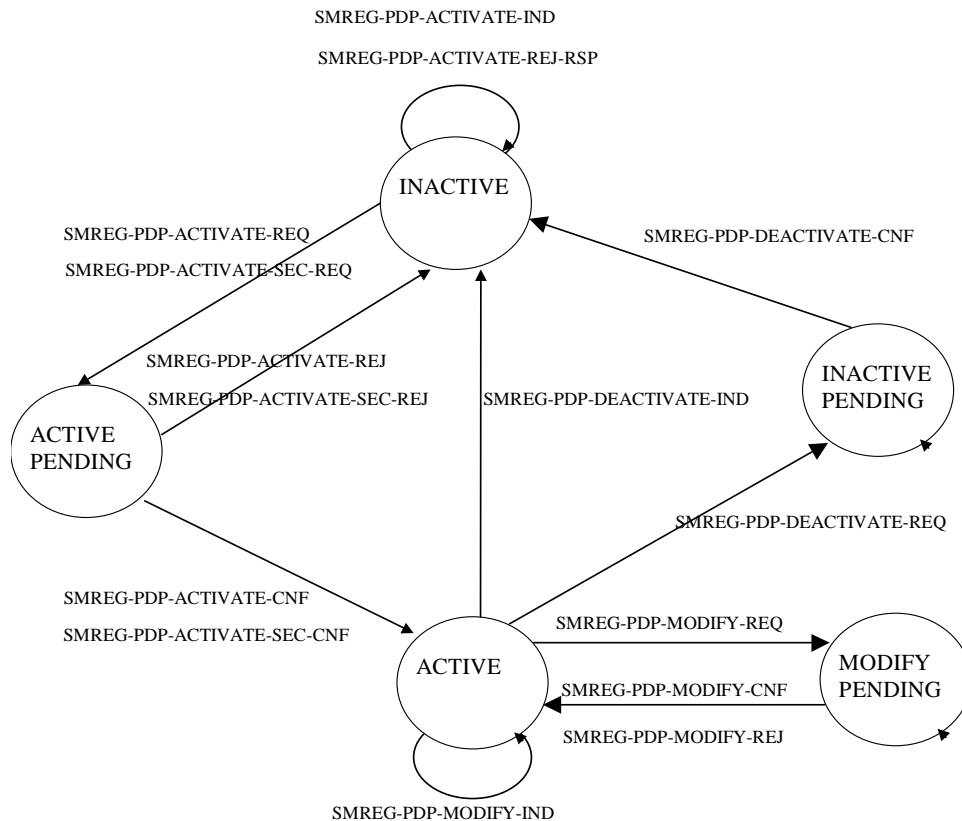 SMREG-PDP-ACTIVATE-IND
SMREG-PDP-ACTIVATE-REJ-RSP
INACTIVE
SMREG-PDP-ACTIVATE-REQ
SMREG-PDP-DEACTIVATE-CNF
SMREG-PDP-ACTIVATE-SEC-REQ
SMREG-PDP-ACTIVATE-REJ
SMREG-PDP-ACTIVATE-SEC-REJ
SMREG-PDP-DEACTIVATE-IND
INACTIVE
PENDING
ACTIVE
PENDING
SMREG-PDP-DEACTIVATE-REQ
SMREG-PDP-ACTIVATE-CNF
SMREG-PDP-ACTIVATE-SEC-CNF
SMREG-PDP-MODIFY-REQ
ACTIVE
MODIFY
PENDING
SMREG-PDP-MODIFY-CNF
SMREG-PDP-MODIFY-REJ
SMREG-PDP-MODIFY-IND